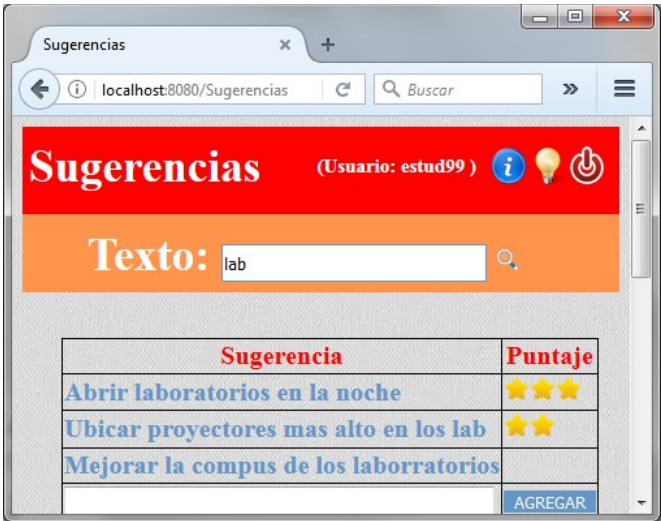 Sugerencias
localhost:8080/Sugerencias
Buscar
Sugerencias (Usuario: estud99 )
Texto: lab
Sugerencia Puntaje
Abrir laboratorios en la noche
Ubicar proyectores mas alto en los lab
Mejorar la compus de los laborratorios
AGREGAR